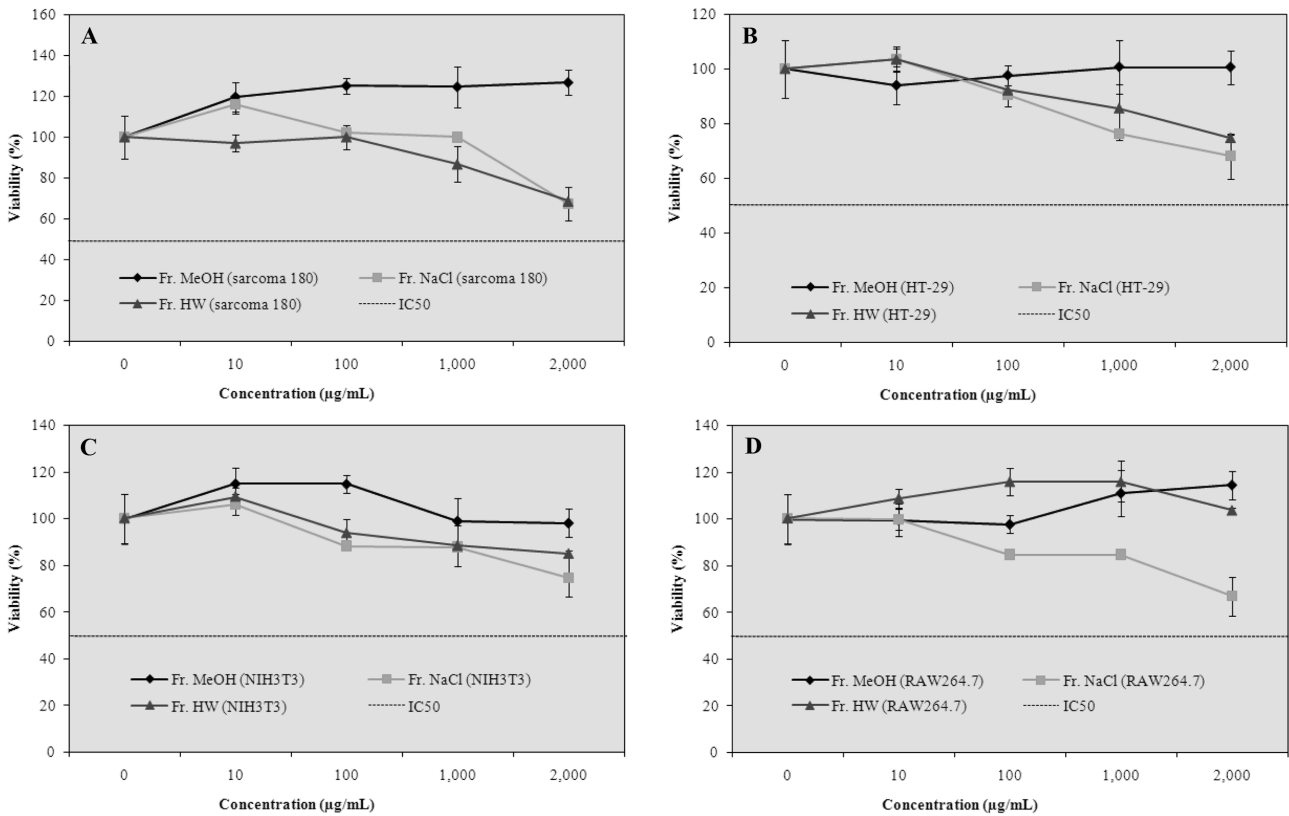 A
Viability (%)
160
140
120
100
80
60
40
20
0
Fr. MeOH (sarcoma 180)
Fr. NaCl (sarcoma 180)
Fr. HW (sarcoma 180)
IC50
0 10 100 1,000 2,000
Concentration (µg/mL)
B
Viability (%)
120
100
80
60
40
20
0
Fr. MeOH (HT-29)
Fr. NaCl (HT-29)
Fr. HW (HT-29)
IC50
0 10 100 1,000 2,000
Concentration (µg/mL)
C
Viability (%)
140
120
100
80
60
40
20
0
Fr. MeOH (NIH3T3)
Fr. NaCl (NIH3T3)
Fr. HW (NIH3T3)
IC50
0 10 100 1,000 2,000
Concentration (µg/mL)
D
Viability (%)
140
120
100
80
60
40
20
0
Fr. MeOH (RAW264.7)
Fr. NaCl (RAW264.7)
Fr. HW (RAW264.7)
IC50
0 10 100 1,000 2,000
Concentration (µg/mL)